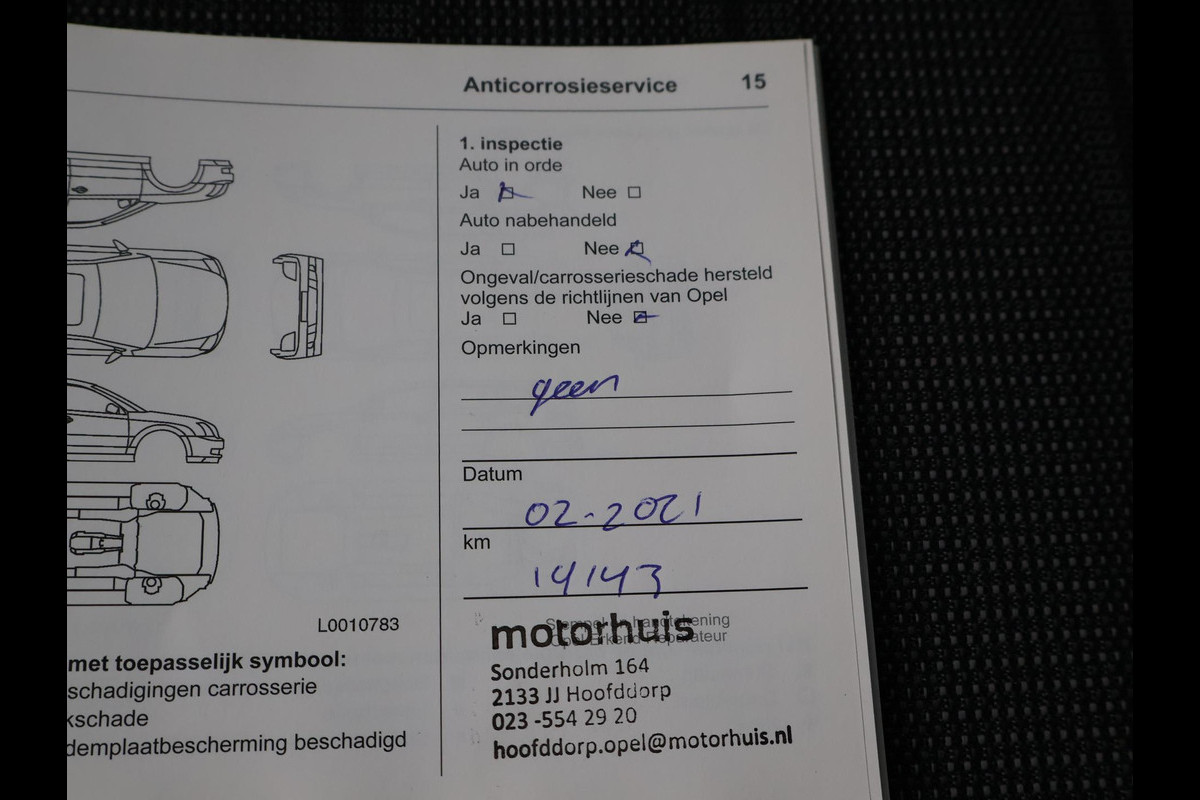 Anticorrosieservice 15
1. inspectie
Auto in orde
Ja Nee
Auto nabehandeld
Ja Nee
Ongeval/carrosserieschade hersteld
volgens de richtlijnen van Opel
Ja Nee
Opmerkingen
geen
Datum
02-2021
km
14143
motorhuis
Sonderholm 164
2133 JJ Hoofddorp
023 -554 29 20
hoofddorp.opel@motorhuis.nl
L0010783
met toepasselijk symbool:
schadigingen carrosserie
kschade
demplaatbescherming beschadigd